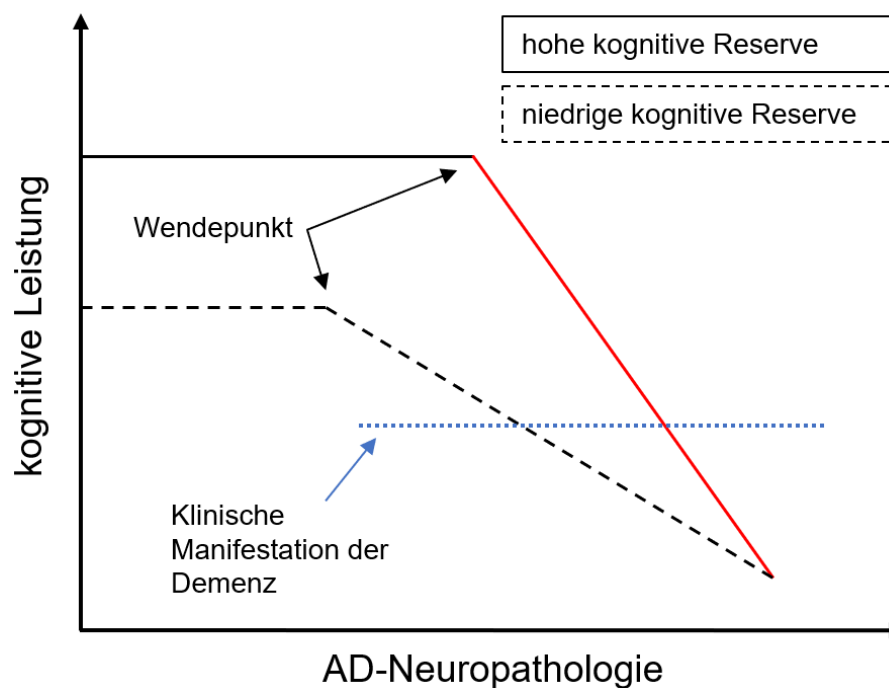 hohe kognitive Reserve
niedrige kognitive Reserve
kognitive Leistung
Wendepunkt
Klinische
Manifestation der
Demenz
AD-Neuropathologie